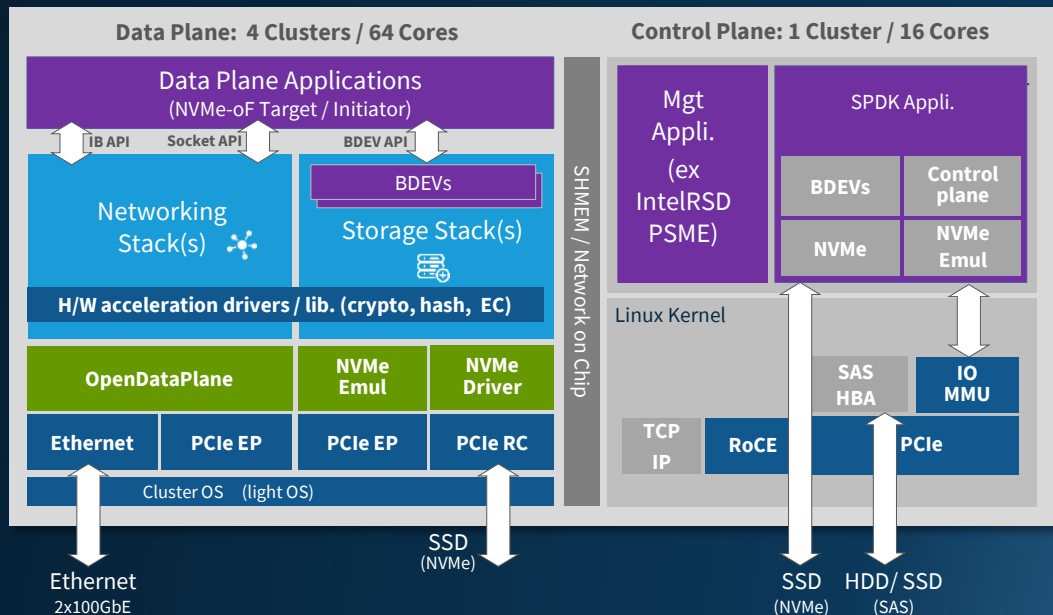 Data Plane: 4 Clusters / 64 Cores
Data Plane Applications
(NVMe-oF Target / Initiator)
IB API
Socket API
BDEV API
Networking
Stack(s)
BDEVs
Storage Stack(s)
H/W acceleration drivers / lib. (crypto, hash, EC)
OpenDataPlane
NVMe
Emul
NVMe
Driver
Ethernet
PCIe EP
PCIe EP
PCIe RC
Cluster OS (light OS)
Ethernet
2x100GbE
SSD
(NVMe)
SHMEM / Network on Chip
Control Plane: 1 Cluster / 16 Cores
Mgt
Appli.
(ex
IntelRSD
PSME)
SPDK Appli.
BDEVs
Control
plane
NVMe
NVMe
Emul
Linux Kernel
SAS
HBA
IO
MMU
TCP
IP
RoCE
PCIe
SSD
(NVMe)
HDD/ SSD
(SAS)